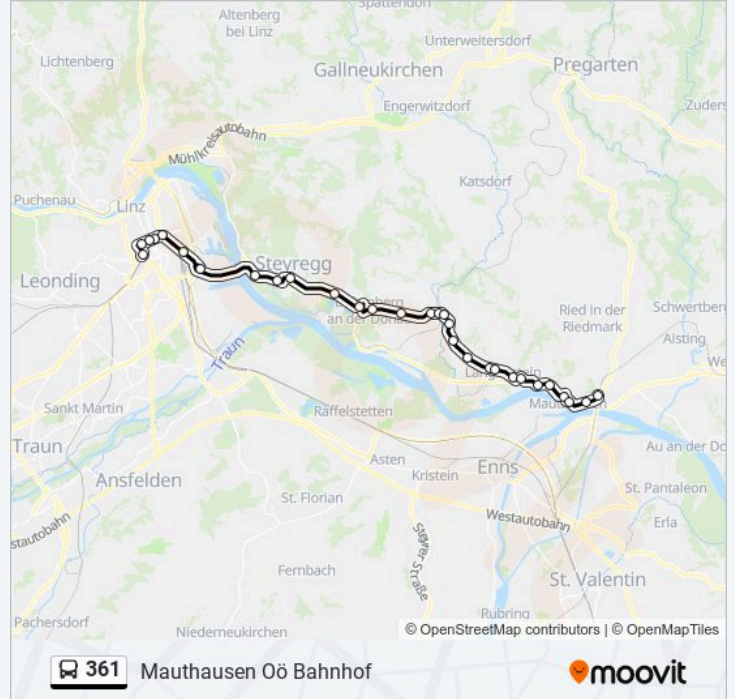 Spattendorf
Altenberg
bei Linz
Unterweitersdorf
Lichtenberg
Gallneukirchen
Pregarten
Engerwitzdorf
Zuders
Mühlkreisautobahn
Katsdorf
Puchenau
Linz
Steyregg
Leonding
Ried in der
Riedmark
Schwertberg
an der Donau
Aisting
Traun
We
Sankt Martin
Raffelstetten
Traun
Asten
Enns
Au an der Do
Ansfelden
Kristein
St. Florian
St. Pantaleon
Westautobahn
Erla
stautobahn
Steyrer Straße
Fernbach
St. Valentin
Rubring
Pachersdorf
Niederneukirchen
© OpenStreetMap contributors | © OpenMapTiles
361 Mauthausen Oö Bahnhof
moovit